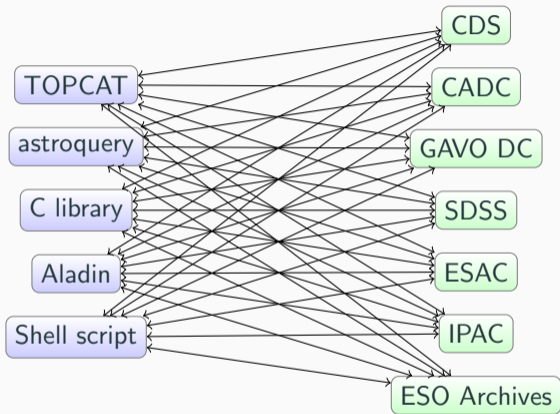 CDS
TOPCAT
CADC
astroquery
GAVO DC
C library
SDSS
Aladin
ESAC
Shell script
IPAC
ESO Archives